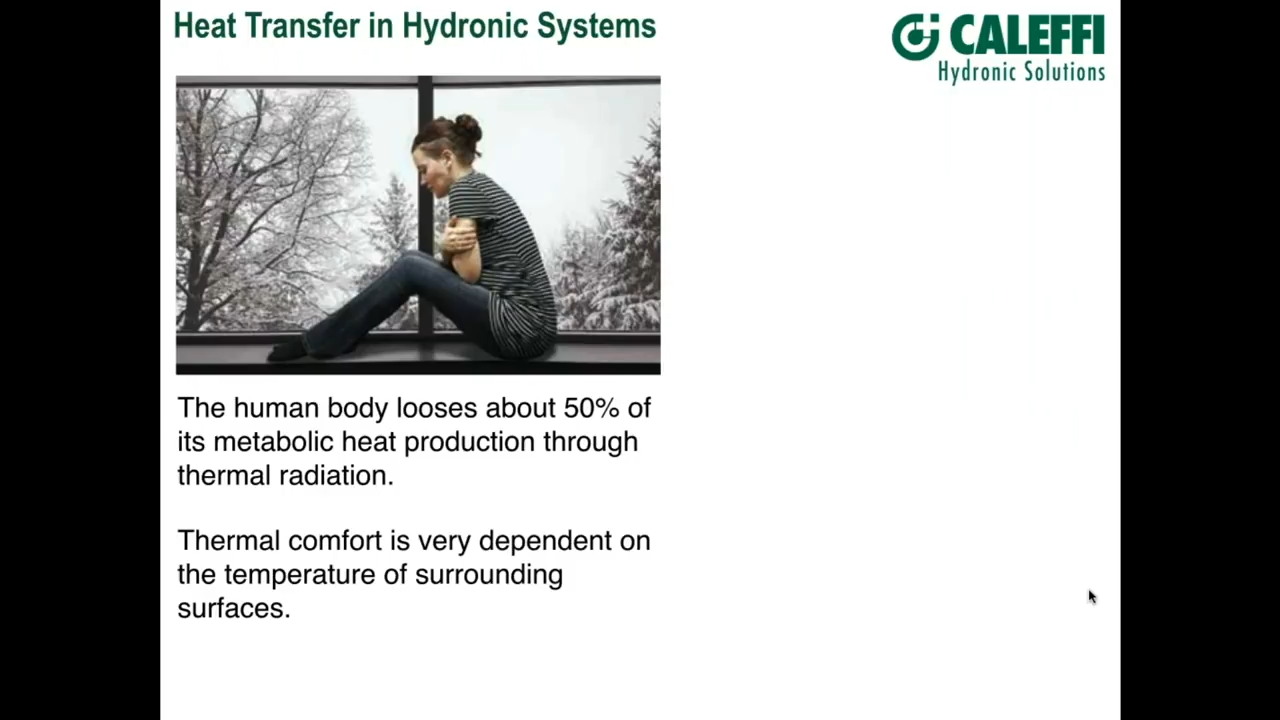 Heat Transfer in Hydronic Systems
CALEFFI
Hydronic Solutions
The human body looses about 50% of
its metabolic heat production through
thermal radiation.
Thermal comfort is very dependent on
the temperature of surrounding
surfaces.